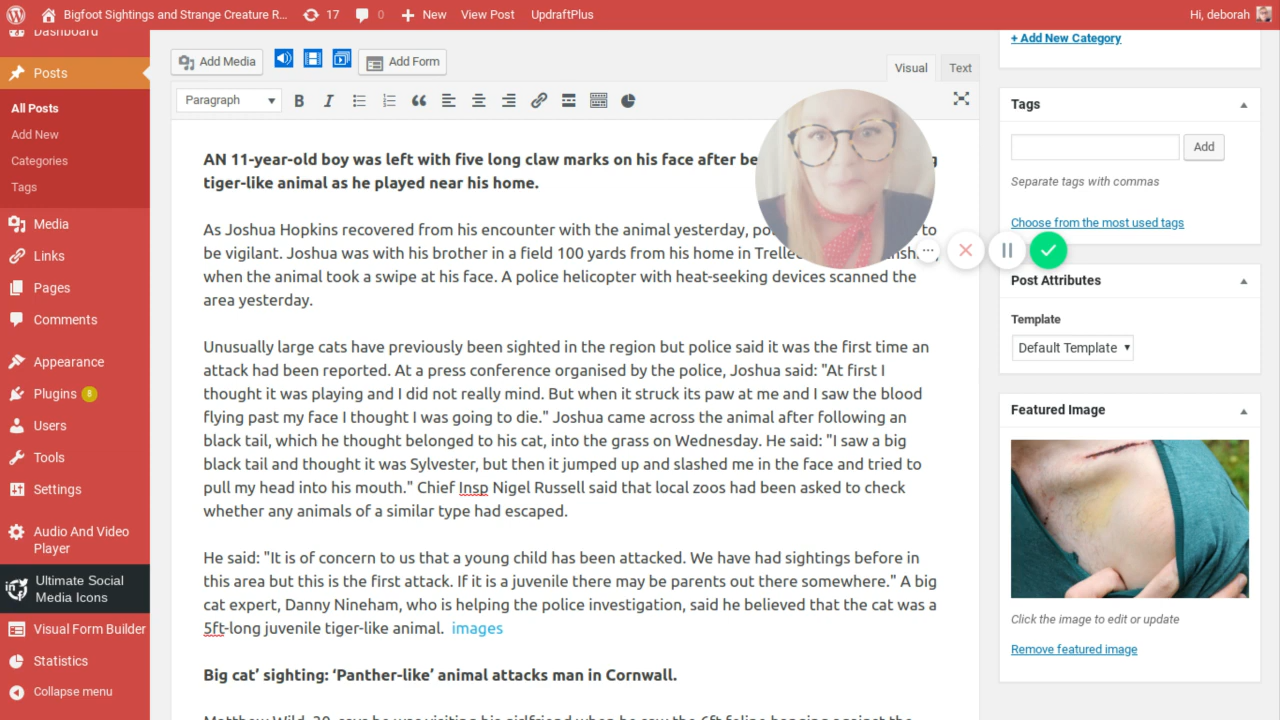 Bigfoot Sightings and Strange Creature R...
17
0
New
View Post
UpdraftPlus
Hi, deborah
Dashboard
Posts
All Posts
Add New
Categories
Tags
Media
Links
Pages
Comments
Appearance
Plugins 8
Users
Tools
Settings
Audio And Video
Player
Ultimate Social
Media Icons
Visual Form Builder
Statistics
Collapse menu
Add Media
Add Form
Visual
Text
Paragraph
B
I
AN 11-year-old boy was left with five long claw marks on his face after
tiger-like animal as he played near his home.
As Joshua Hopkins recovered from his encounter with the animal yesterday, to
be vigilant. Joshua was with his brother in a field 100 yards from his home in
when the animal took a swipe at his face. A police helicopter with heat-seeking devices scanned the
area yesterday.
Unusually large cats have previously been sighted in the region but police said it was the first time an
attack had been reported. At a press conference organised by the police, Joshua said: "At first I
thought it was playing and I did not really mind. But when it struck its paw at me and I saw the blood
flying past my face I thought I was going to die." Joshua came across the animal after following an
black tail, which he thought belonged to his cat, into the grass on Wednesday. He said: "I saw a big
black tail and thought it was Sylvester, but then it jumped up and slashed me in the face and tried to
pull my head into his mouth." Chief Insp Nigel Russell said that local zoos had been asked to check
whether any animals of a similar type had escaped.
He said: "It is of concern to us that a young child has been attacked. We have had sightings before in
this area but this is the first attack. If it is a juvenile there may be parents out there somewhere." A big
cat expert, Danny Nineham, who is helping the police investigation, said he believed that the cat was a
5ft-long juvenile tiger-like animal. images
Big cat’ sighting: ‘Panther-like’ animal attacks man in Cornwall.
+ Add New Category
Tags
Add
Separate tags with commas
Choose from the most used tags
Post Attributes
Template
Default Template
Featured Image
Click the image to edit or update
Remove featured image